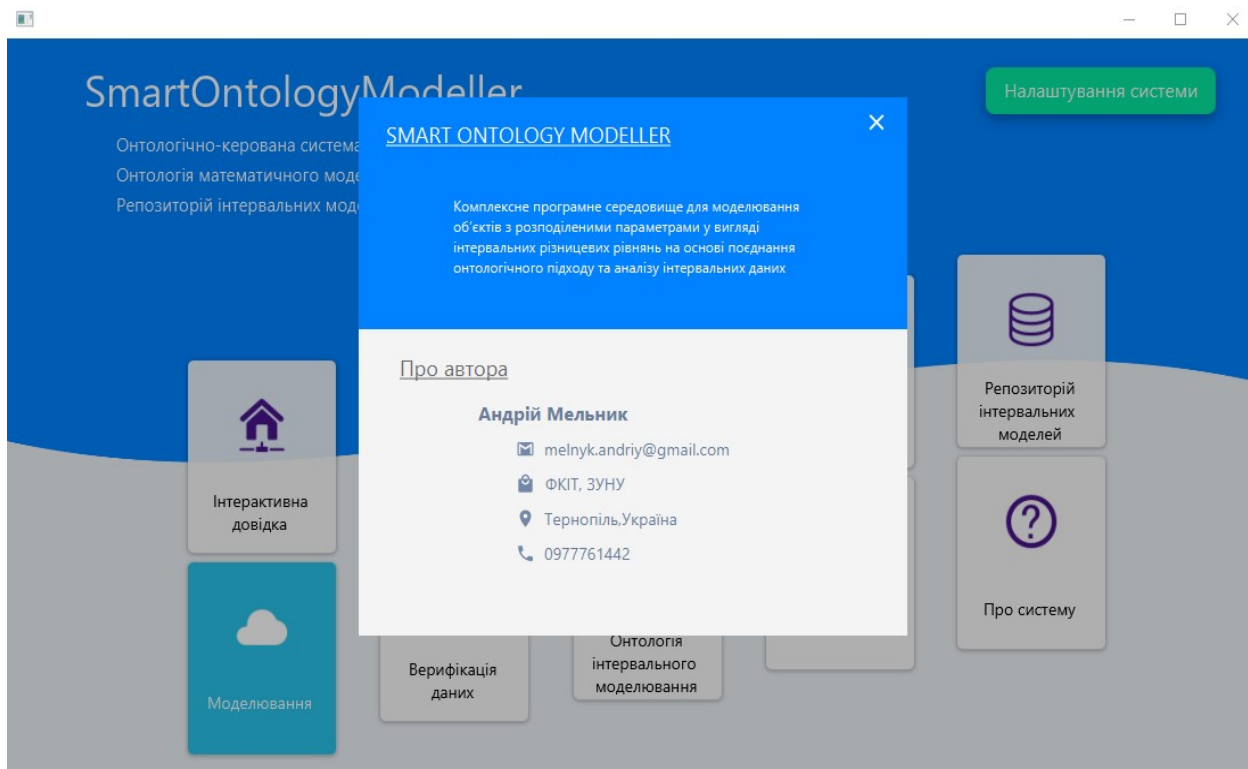 SmartOntologyModeller
Налаштування системи
Онтологічно-керована система
Онтологія математичного
Репозиторій інтервальних
SMART ONTOLOGY MODELLER
Комплексне програмне середовище для моделювання
об'єктів з розподіленими параметрами у вигляді
інтервальних різницевих рівнянь на основі поєднання
онтологічного підходу та аналізу інтервальних даних
Про автора
Андрій Мельник
melnyk.andriy@gmail.com
ФКІТ, ЗУНУ
Тернопіль,Україна
0977761442
Інтерактивна
довідка
Моделювання
Верифікація
даних
Онтологія
інтервального
моделювання
Репозиторій
інтервальних
моделей
Про систему